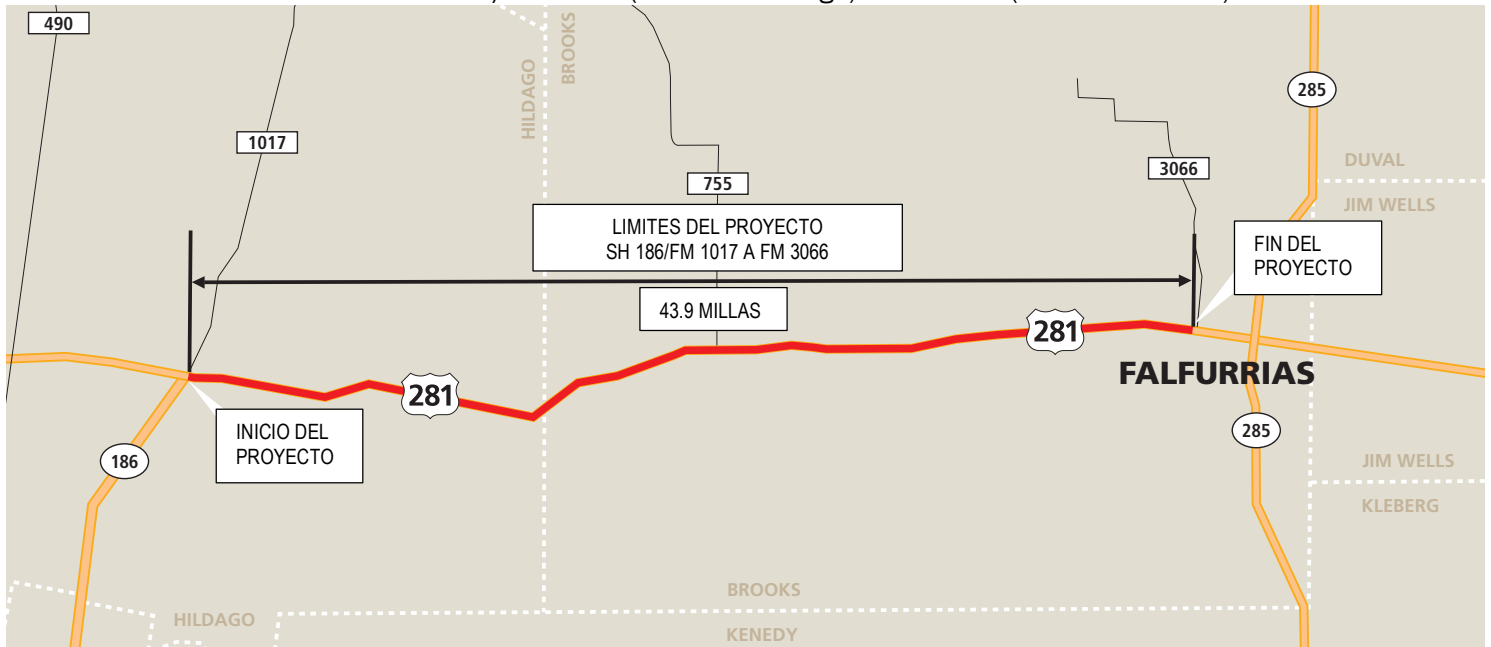 490
BROOKS
HILDAGO
285
1017
DUVAL
3066
755
JIM WELLS
LIMITES DEL PROYECTO
SH 186/FM 1017 A FM 3066
FIN DEL
PROYECTO
43.9 MILLAS
281
FALFURRIAS
281
INICIO DEL
PROYECTO
285
186
JIM WELLS
KLEBERG
BROOKS
HILDAGO
KENEDY